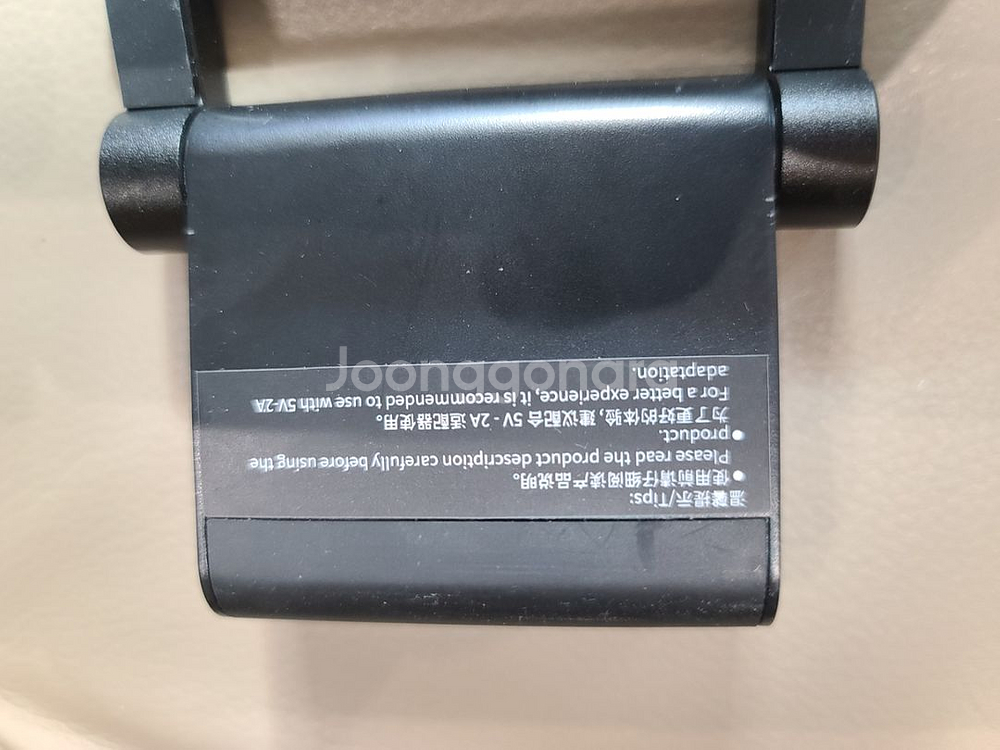 温馨提示/Tips:
●使用前请仔细阅读产品说明。
Please read the product description carefully before using the
●product.
为了更好的体验, 建议配合 5V - 2A 适配器使用。
For a better experience, it is recommended to use with 5V-2A
adaptation.
Joonggonara